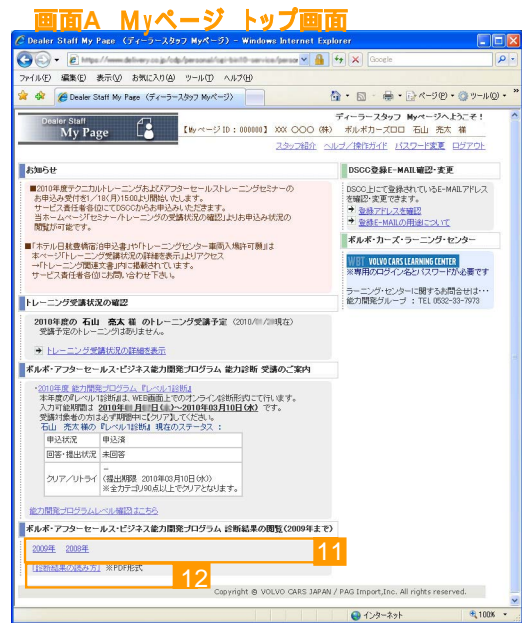 画面A Myページ トップ画面
Dealer Staff My Page (ディーラースタッフ Myページ) - Windows Internet Explorer
Google
ファイル(F) 編集(E) 表示(V) お気に入り(A) ツール(T) ヘルプ(H)
Dealer Staff My Page (ディーラースタッフ Myページ)
ページ(P) ツール(O)
Dealer Staff
My Page
ディーラースタッフ Myページへようこそ!
【Myページ ID : 000000】 XXX 〇〇〇 (株) ボルボカーズ〇〇 石山 亮太 様
スタッフ紹介 ヘルプ/操作ガイド パスワード変更 ログアウト
お知らせ
■2010年度テクニカルトレーニングおよびアフターセールストレーニングセミナーの
お申込み受付を1/18(月)15:00より開始いたします。
サービス責任者各位にてDSCCからお申込みいただきます。
当ホームページ「セミナー/トレーニングの受講状況の確認」よりお申込み状況の
閲覧が可能です。
■「ホテル日航豊橋宿泊申込書」や「トレーニングセンター車両入場許可願」は
本ページ「トレーニング受講状況の詳細を表示」よりアクセス
→「トレーニング関連文書」内に掲載されています。
サービス責任者各位にお問い合わせ下さい。
DSCC登録E-MAIL確認・変更
DSCC上にて登録されているE-MAILアドレス
を確認・変更できます。
登録アドレスを確認
登録E-MAILの用途について
ボルボ・カーズ・ラーニング・センター
VOLVO CARS LEARNING CENTER
※専用のログイン名とパスワードが必要です
ラーニング・センターに関するお問合せは・・・
能力開発グループ : TEL 0532-33-7973
トレーニング受講状況の確認
2010年度の 石山 亮太 様 のトレーニング受講予定
受講予定のトレーニングはありません。
トレーニング受講状況の詳細を表示
ボルボ・アフターセールス・ビジネス能力開発プログラム 能力診断 受講のご案内
・2010年度 能力開発プログラム 『レベル1診断』
本年度の『レベル1診断』は、WEB画面上でのオンライン診断形式にて行います。
入力可能期間は ～2010年03月10日(水) です。
受講対象者の方は必ず期間中に【クリア】してください。
石山 亮太 様の 『レベル1診断』 現在のステータス :
申込状況 申込済
回答・提出状況 未回答
クリア/リトライ －
(提出期限 2010年03月10日(水))
※全カテゴリ90点以上でクリアとなります。
能力開発プログラムレベル確認はこちら
ボルボ・アフターセールス・ビジネス能力開発プログラム 診断結果の閲覧(2009年まで)
2009年 2008年
11
『診断結果の読み方』 ※PDF形式
12
Copyright © VOLVO CARS JAPAN / PAG Import,Inc. All rights reserved.
インターネット 100%